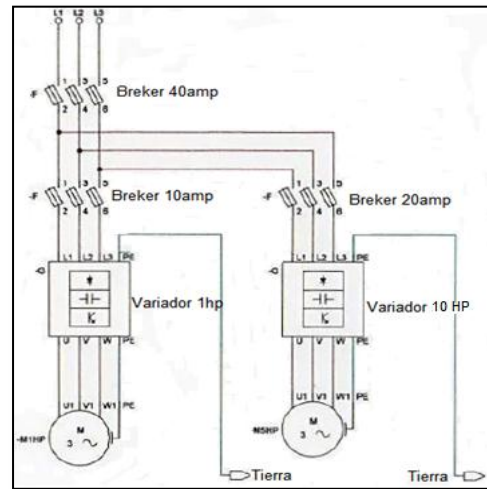 L1 L2 L3
-F 1 3 5 Breker 40amp
2 4 6
-F 1 3 5 Breker 10amp
2 4 6
-F 1 3 5 Breker 20amp
2 4 6
L1 L2 L3 PE
Variador 1hp
U V W PE
L1 L2 L3 PE
Variador 10 HP
U V W PE
U1 V1 W1 PE
-M1HP M
3
U1 V1 W1 PE
-M5HP M
3
Tierra
Tierra